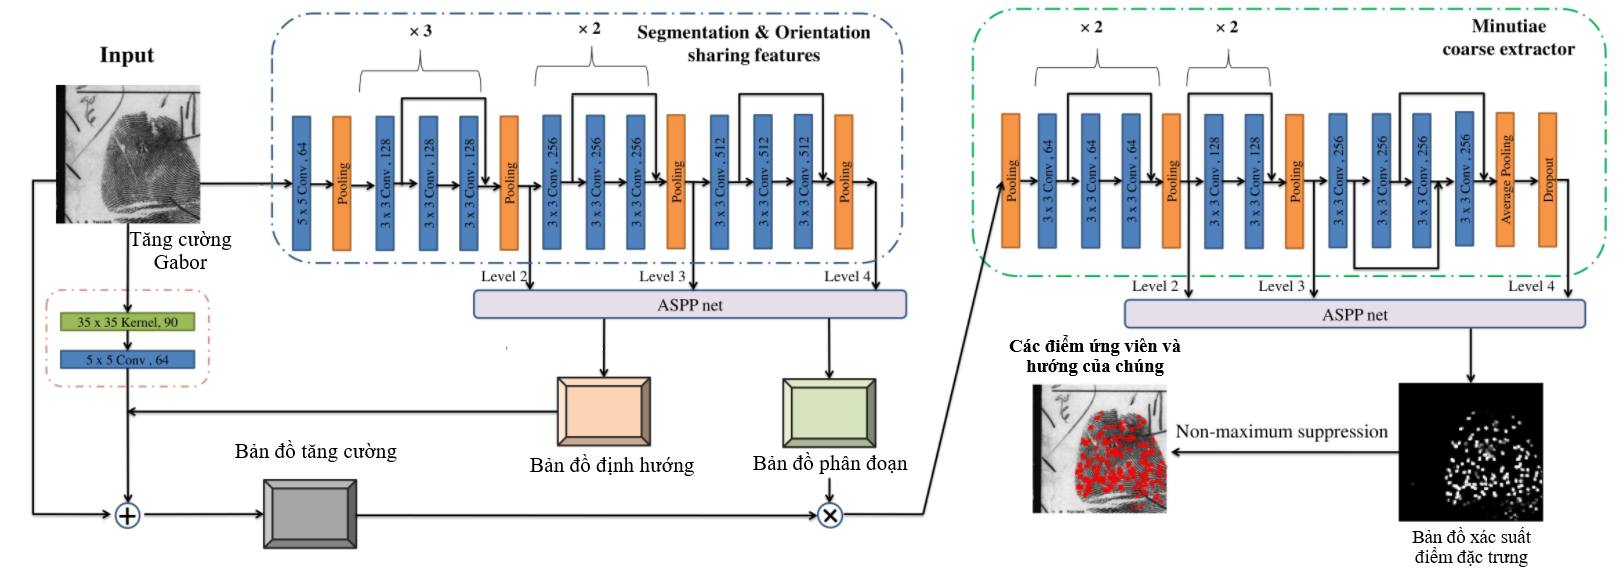 Input
× 3
× 2
Segmentation & Orientation
sharing features
5 x 5 Conv , 64
Pooling
3 x 3 Conv , 128
3 x 3 Conv , 128
3 x 3 Conv , 128
Pooling
3 x 3 Conv , 256
3 x 3 Conv , 256
3 x 3 Conv , 256
Pooling
3 x 3 Conv , 512
3 x 3 Conv , 512
3 x 3 Conv , 512
Pooling
Level 2
Level 3
Level 4
ASPP net
Tăng cường
Gabor
35 x 35 Kernel, 90
5 x 5 Conv , 64
Bản đồ tăng cường
Bản đồ định hướng
Bản đồ phân đoạn
× 2
× 2
Minutiae
coarse extractor
Pooling
3 x 3 Conv , 64
3 x 3 Conv , 64
3 x 3 Conv , 64
Pooling
3 x 3 Conv , 128
3 x 3 Conv , 128
Pooling
3 x 3 Conv , 256
3 x 3 Conv , 256
3 x 3 Conv , 256
3 x 3 Conv , 256
Average Pooling
Dropout
Level 2
Level 3
Level 4
ASPP net
Các điểm ứng viên và
hướng của chúng
Non-maximum suppression
Bản đồ xác suất
điểm đặc trưng